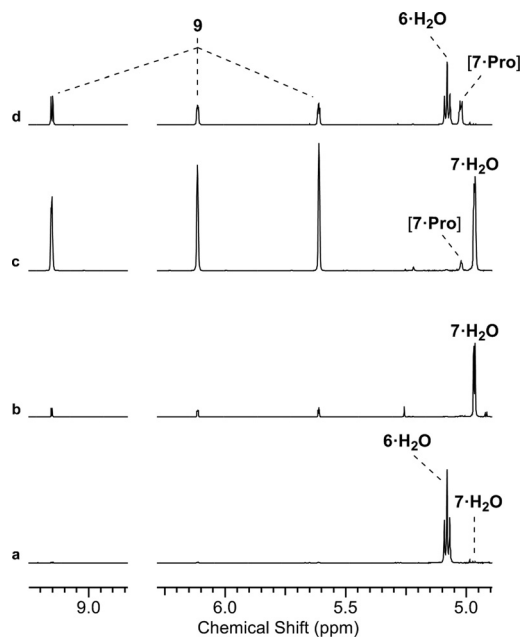 9
6·H₂O
[7·Pro]
d
7·H₂O
[7·Pro]
c
7·H₂O
b
6·H₂O
7·H₂O
a
9.0 6.0 5.5 5.0
Chemical Shift (ppm)